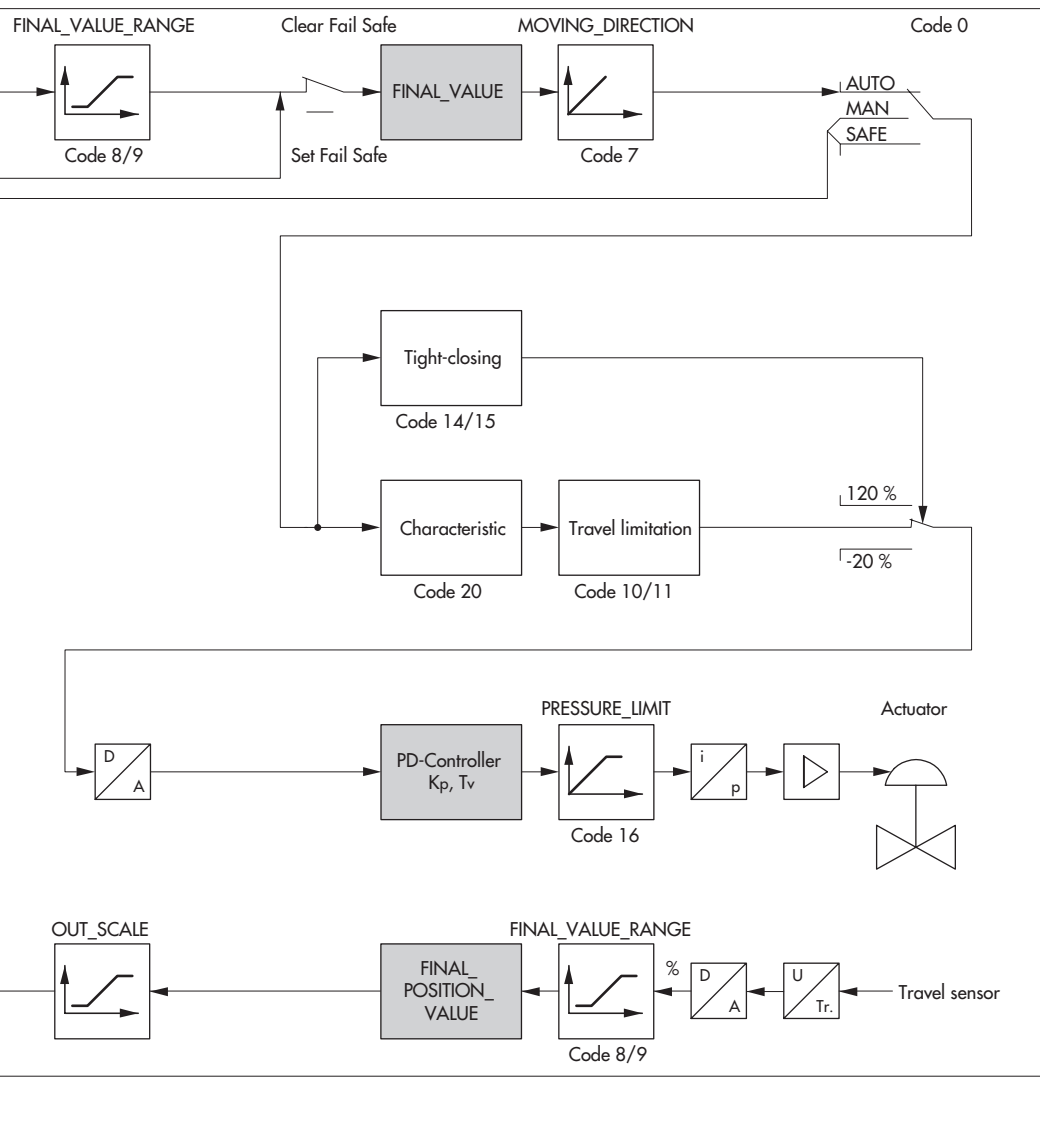 FINAL_VALUE_RANGE
Clear Fail Safe
MOVING_DIRECTION
Code 0
FINAL_VALUE
AUTO
MAN
SAFE
Code 8/9
Set Fail Safe
Code 7
Tight-closing
Code 14/15
120 %
Characteristic
Travel limitation
-20 %
Code 20
Code 10/11
PRESSURE_LIMIT
Actuator
D
A
PD-Controller
Kp, Tv
i
p
Code 16
OUT_SCALE
FINAL_VALUE_RANGE
FINAL_
POSITION_
VALUE
%
D
A
U
Tr.
Travel sensor
Code 8/9